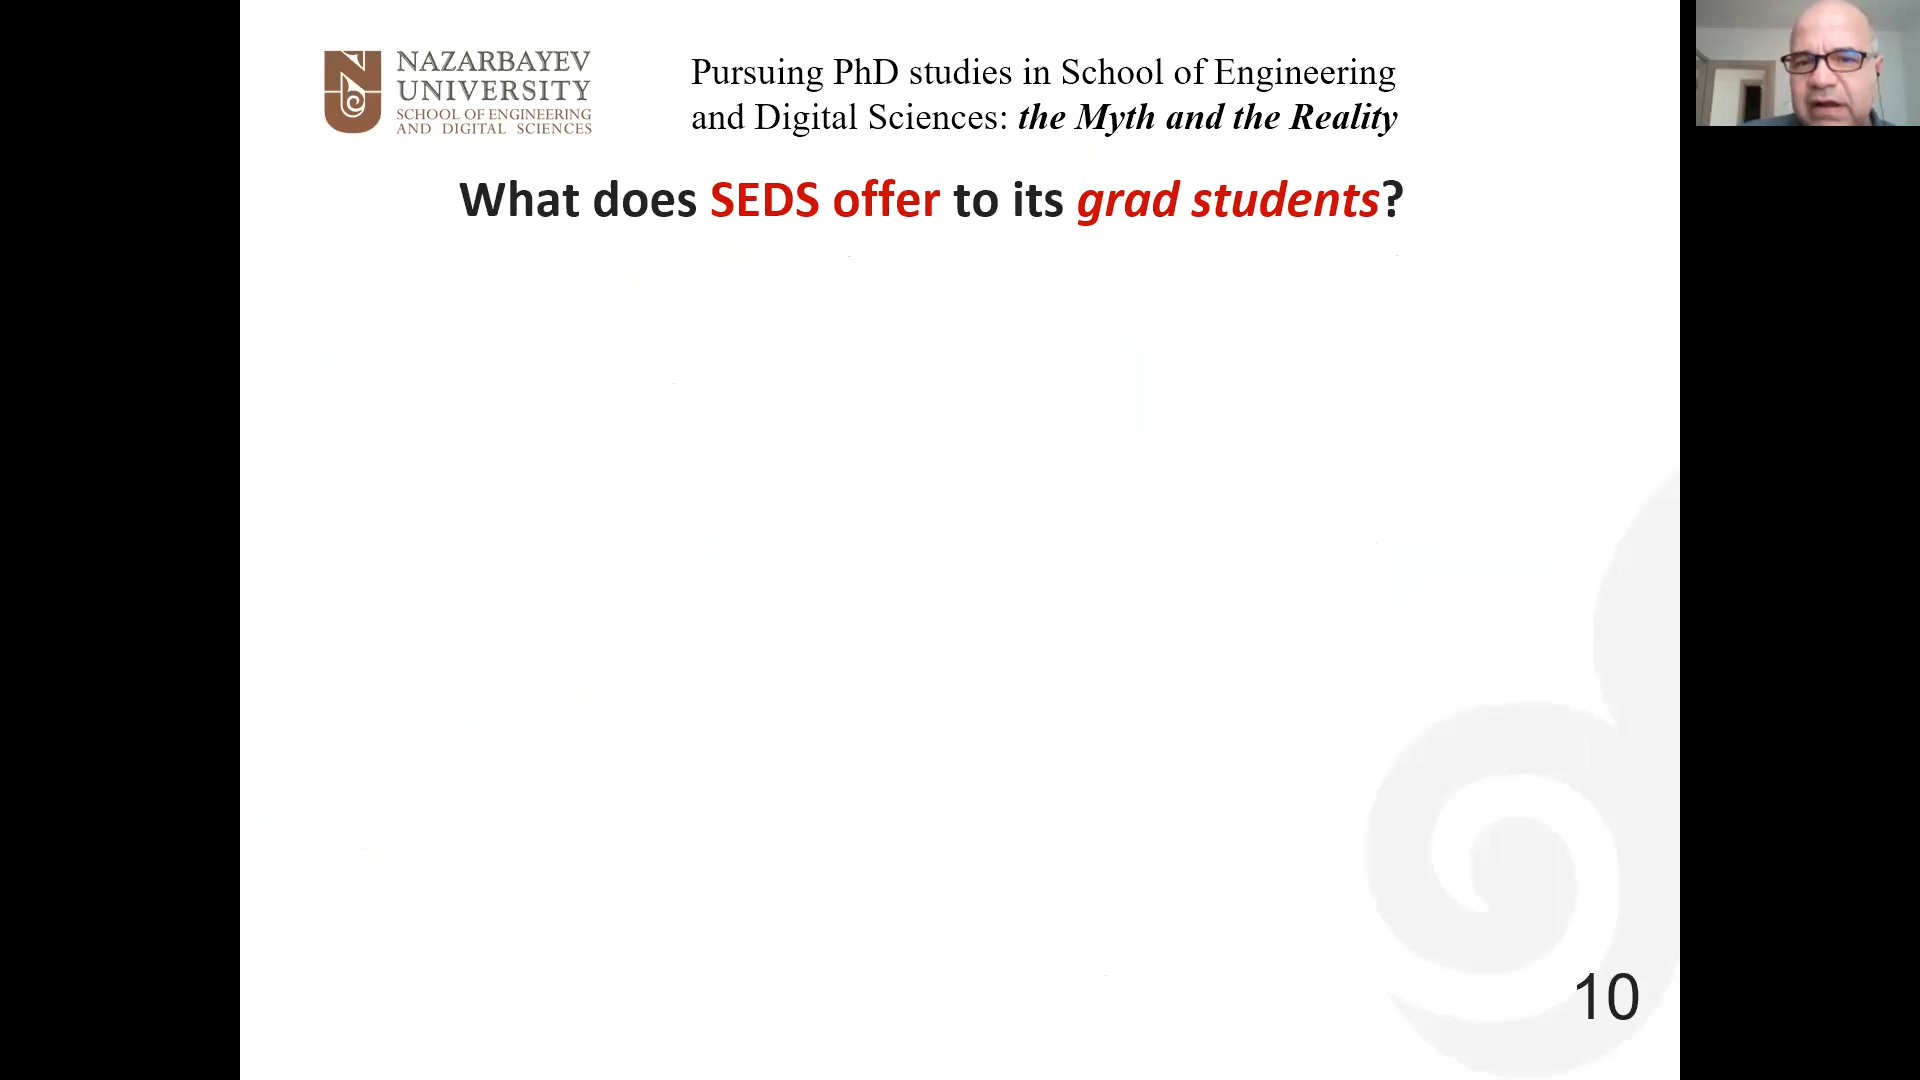 NAZARBAYEV
UNIVERSITY
SCHOOL OF ENGINEERING
AND DIGITAL SCIENCES
Pursuing PhD studies in School of Engineering
and Digital Sciences: the Myth and the Reality
What does SEDS offer to its grad students?
10